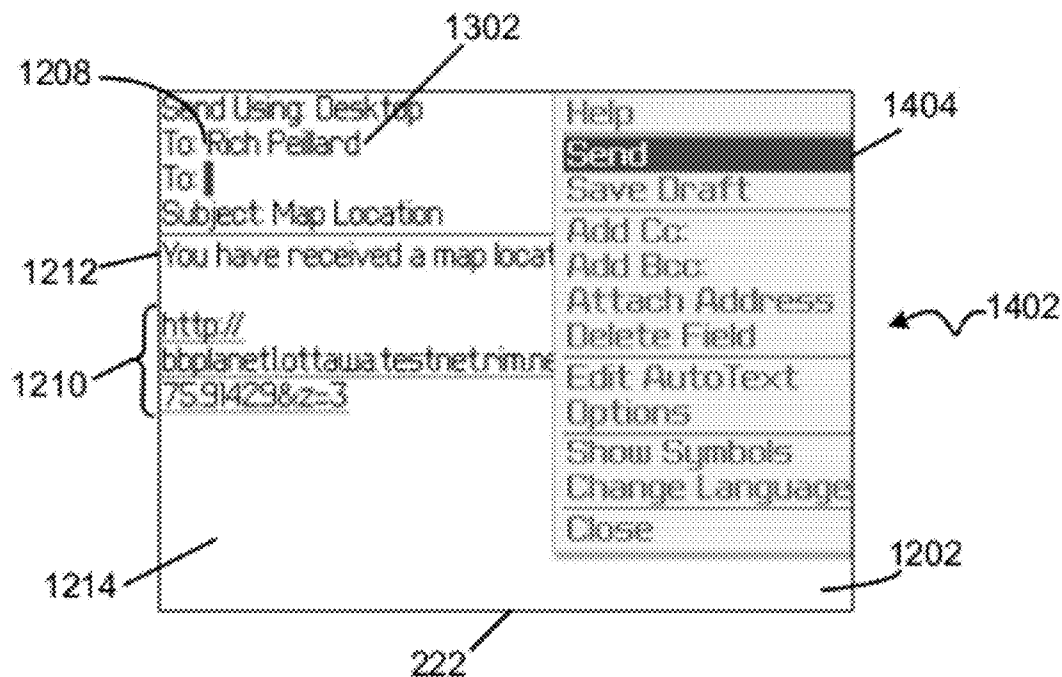 1302
1208
Send Using: Desktop
To: Rich Peillard
To:
Subject: Map Location
1212
You have received a map locat
1210
http://
bbplanet1.ottawa.testnet.rim.ne
75.91429&z=3
1214
Help
Send
1404
Save Draft
Add Cc:
Add Bcc:
Attach Address
Delete Field
1402
Edit AutoText
Options
Show Symbols
Change Language
Close
1202
222